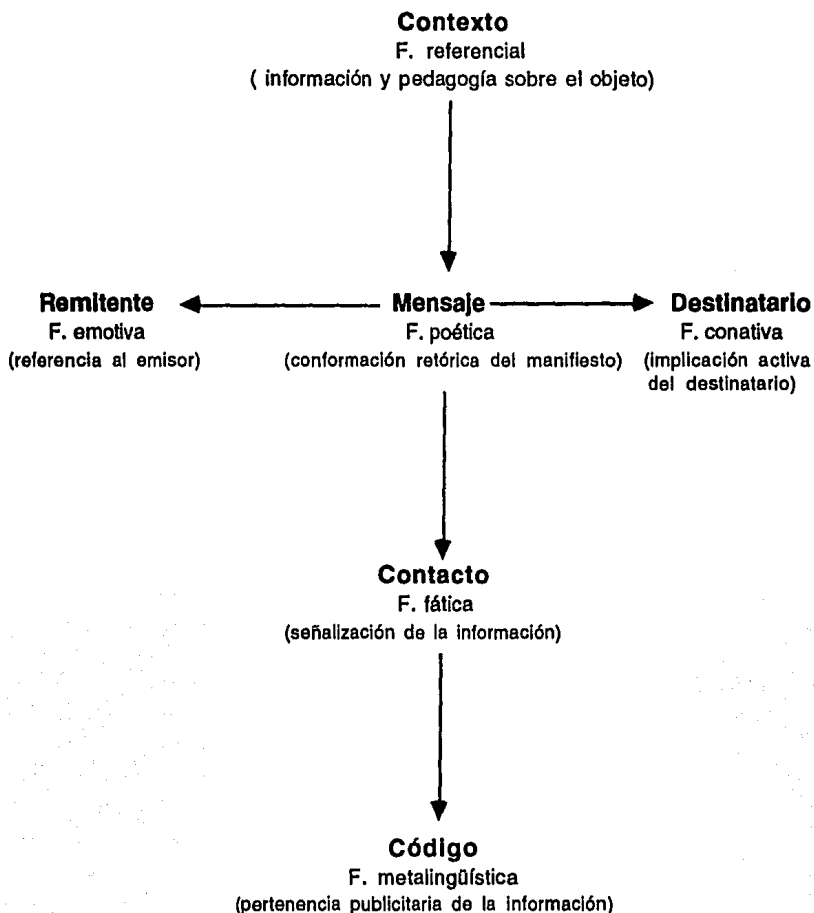 Contexto
F. referencial
( información y pedagogía sobre el objeto)
Remitente
F. emotiva
(referencia al emisor)
Mensaje
F. poética
(conformación retórica del manifiesto)
Destinatario
F. conativa
(implicación activa
del destinatario)
Contacto
F. fática
(señalización de la información)
Código
F. metalingüística
(pertenencia publicitaria de la información)